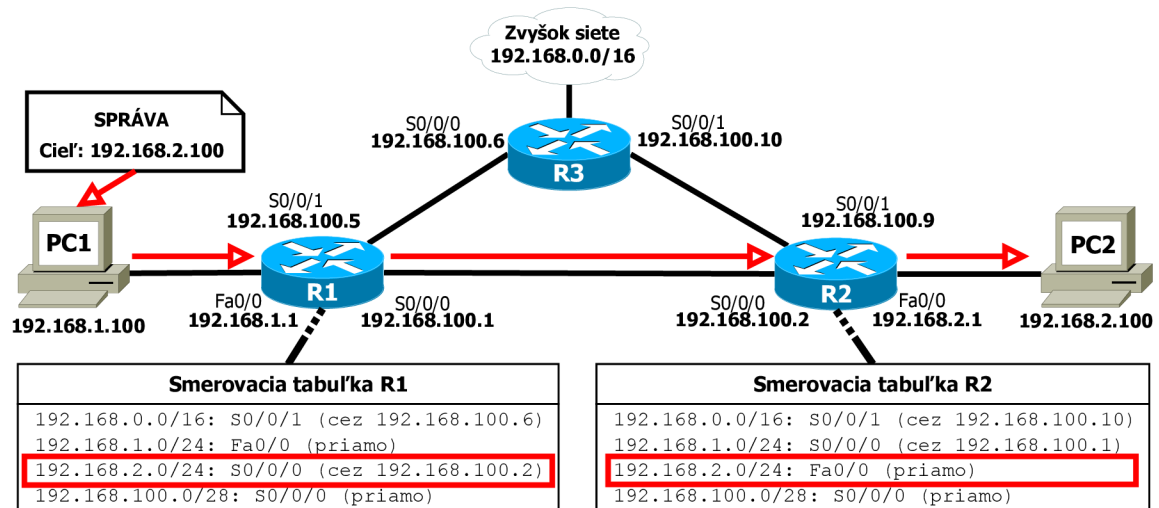 Zvyšok siete
192.168.0.0/16
SPRÁVA
Cieľ: 192.168.2.100
S0/0/0
192.168.100.6
S0/0/1
192.168.100.10
R3
S0/0/1
192.168.100.5
S0/0/1
192.168.100.9
PC1
PC2
R1
R2
192.168.1.100
Fa0/0
192.168.1.1
S0/0/0
192.168.100.1
S0/0/0
192.168.100.2
Fa0/0
192.168.2.1
192.168.2.100
Smerovacia tabuľka R1
192.168.0.0/16: S0/0/1 (cez 192.168.100.6)
192.168.1.0/24: Fa0/0 (priamo)
192.168.2.0/24: S0/0/0 (cez 192.168.100.2)
192.168.100.0/28: S0/0/0 (priamo)
Smerovacia tabuľka R2
192.168.0.0/16: S0/0/1 (cez 192.168.100.10)
192.168.1.0/24: S0/0/0 (cez 192.168.100.1)
192.168.2.0/24: Fa0/0 (priamo)
192.168.100.0/28: S0/0/0 (priamo)